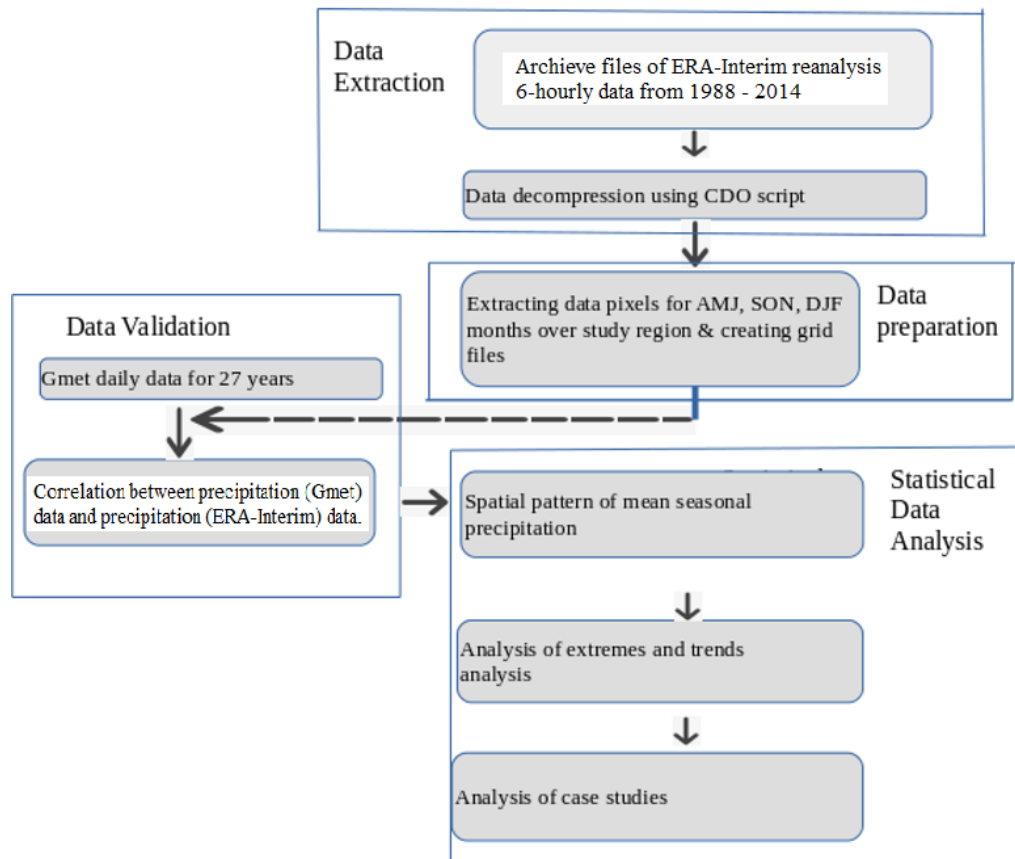 Data
Extraction
Archieve files of ERA-Interim reanalysis
6-hourly data from 1988 - 2014
Data decompression using CDO script
Extracting data pixels for AMJ, SON, DJF
months over study region & creating grid
files
Data
preparation
Data Validation
Gmet daily data for 27 years
Correlation between precipitation (Gmet)
data and precipitation (ERA-Interim) data.
Statistical
Data
Analysis
Spatial pattern of mean seasonal
precipitation
Analysis of extremes and trends
analysis
Analysis of case studies